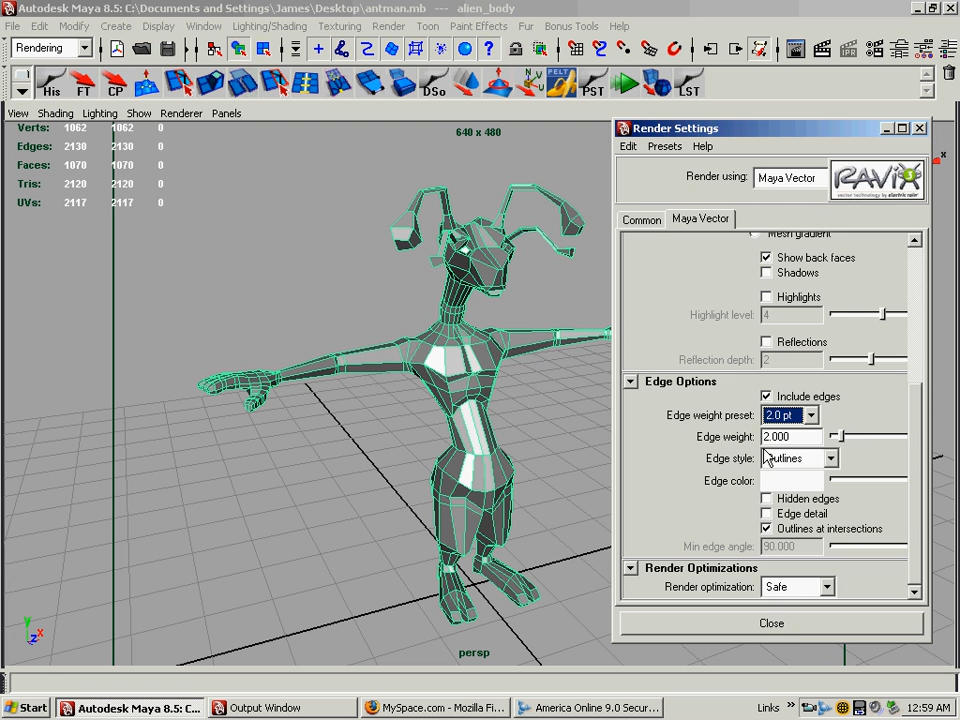 Autodesk Maya 8.5: C:\Documents and Settings\James\Desktop\antman.mb --- alien_body
File Edit Modify Create Display Window Lighting/Shading Texturing Render Toon Paint Effects Fur Bonus Tools Help
Rendering
His FT CP DSo PELT PST LST
View Shading Lighting Show Renderer Panels
Verts: 1062 1062 0
Edges: 2130 2130 0
Faces: 1070 1070 0
Tris: 2120 2120 0
UVs: 2117 2117 0
640 x 480
persp
Render Settings
Edit Presets Help
Render using: Maya Vector
RAVIX 3
Common Maya Vector
Mesh gradient
Show back faces
Shadows
Highlights
Highlight level: 4
Reflections
Reflection depth: 2
Edge Options
Include edges
Edge weight preset: 2.0 pt
Edge weight: 2.000
Edge style: Outlines
Edge color:
Hidden edges
Edge detail
Outlines at intersections
Min edge angle: 90.000
Render Optimizations
Render optimization: Safe
Close
Start Autodesk Maya 8.5: C... Output Window MySpace.com - Mozilla Fi... America Online 9.0 Secur... Links » 12:59 AM